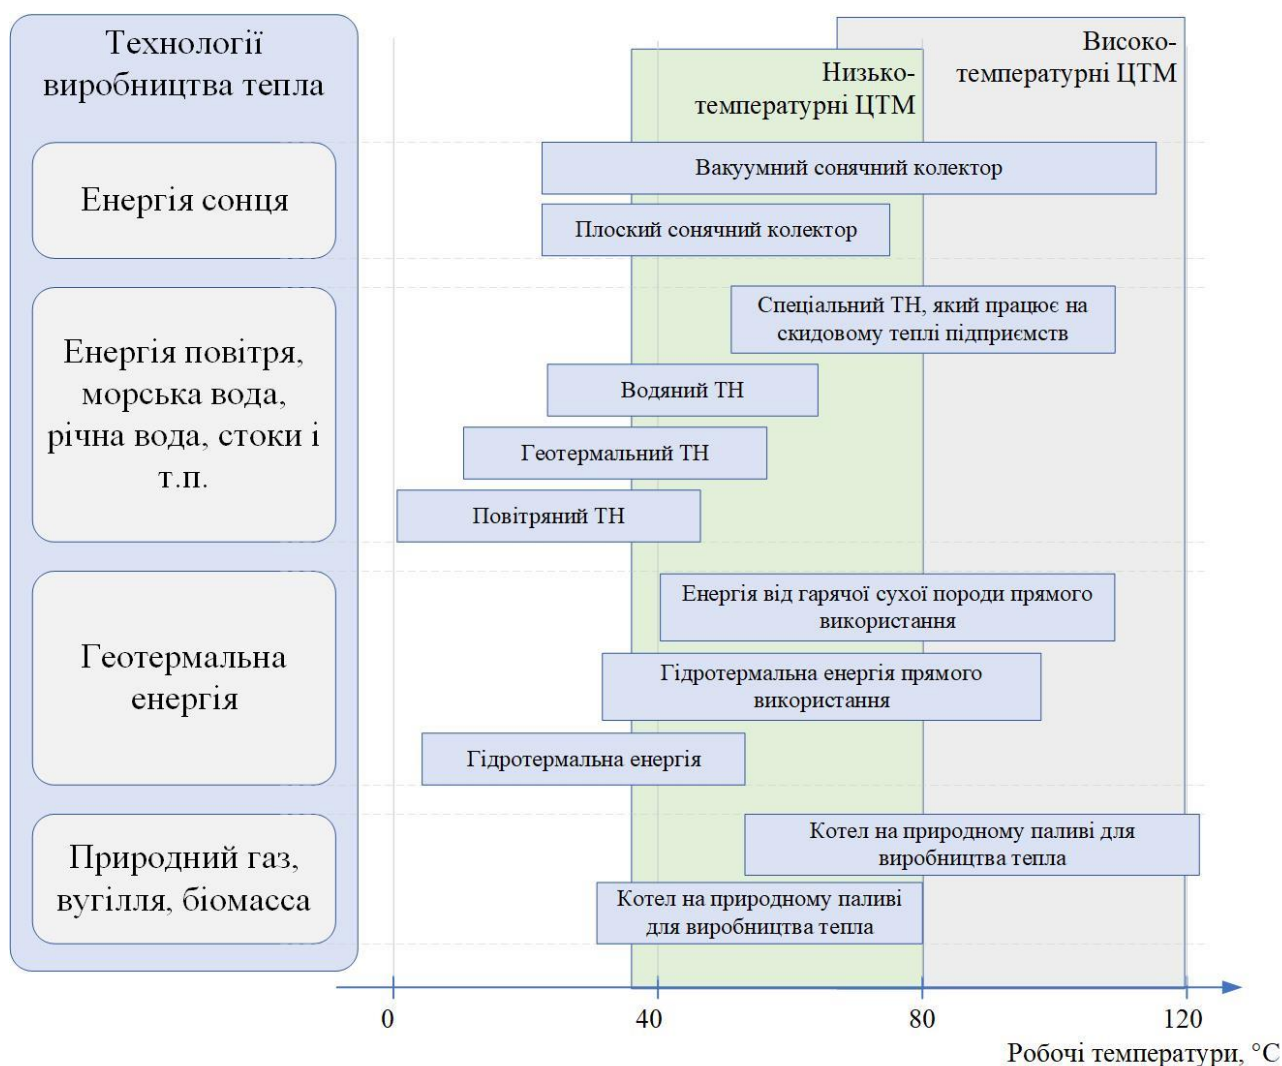 Технології
виробництва тепла
Високо-
температурні ЦТМ
Низько-
температурні ЦТМ
Енергія сонця
Вакуумний сонячний колектор
Плоский сонячний колектор
Енергія повітря,
морська вода,
річна вода, стоки і
т.п.
Спеціальний ТН, який працює на
скидовому теплі підприємств
Водяний ТН
Геотермальний ТН
Повітряний ТН
Геотермальна
енергія
Енергія від гарячої сухої породи прямого
використання
Гідротермальна енергія прямого
використання
Гідротермальна енергія
Природний газ,
вугілля, біомасса
Котел на природному паливі для
виробництва тепла
Котел на природному паливі
для виробництва тепла
0 40 80 120
Робочі температури, °C